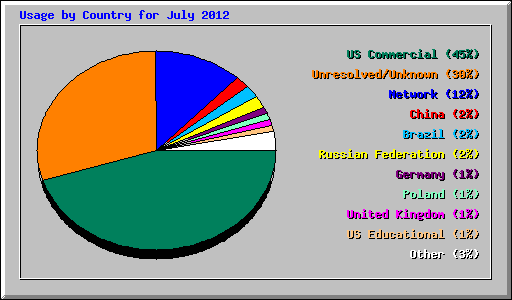 Usage by Country for July 2012
US Commercial (45%)
Unresolved/Unknown (30%)
Network (12%)
China (2%)
Brazil (2%)
Russian Federation (2%)
Germany (1%)
Poland (1%)
United Kingdom (1%)
US Educational (1%)
Other (3%)